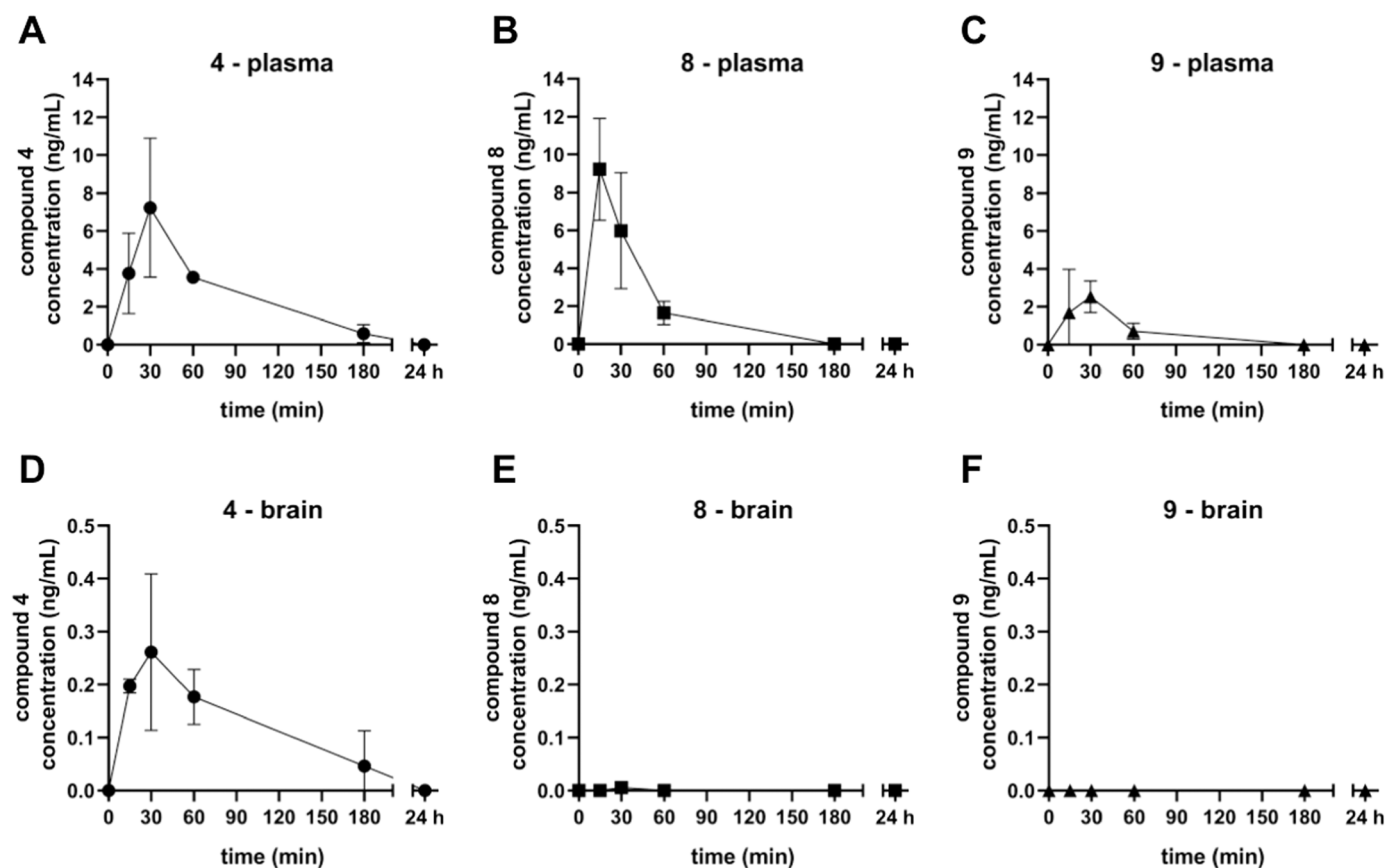 A
4 - plasma
compound 4
concentration (ng/mL)
14
12
10
8
6
4
2
0
0 30 60 90 120 150 180 24 h
time (min)
B
8 - plasma
compound 8
concentration (ng/mL)
14
12
10
8
6
4
2
0
0 30 60 90 120 150 180 24 h
time (min)
C
9 - plasma
compound 9
concentration (ng/mL)
14
12
10
8
6
4
2
0
0 30 60 90 120 150 180 24 h
time (min)
D
4 - brain
compound 4
concentration (ng/mL)
0.5
0.4
0.3
0.2
0.1
0.0
0 30 60 90 120 150 180 24 h
time (min)
E
8 - brain
compound 8
concentration (ng/mL)
0.5
0.4
0.3
0.2
0.1
0.0
0 30 60 90 120 150 180 24 h
time (min)
F
9 - brain
compound 9
concentration (ng/mL)
0.5
0.4
0.3
0.2
0.1
0.0
0 30 60 90 120 150 180 24 h
time (min)